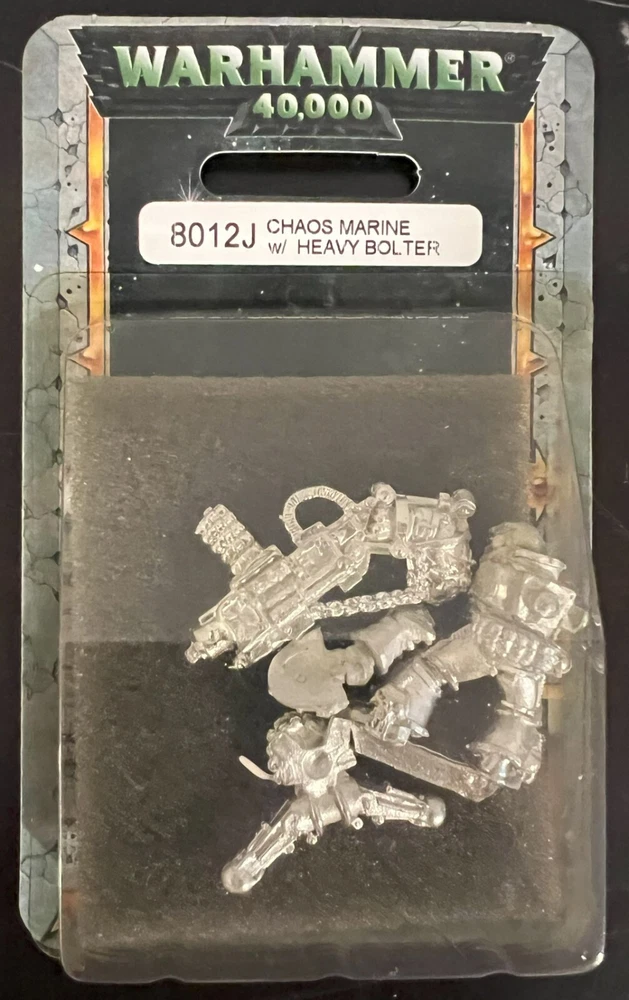 WARHAMMER®
40,000
8012J CHAOS MARINE
w/ HEAVY BOLTER